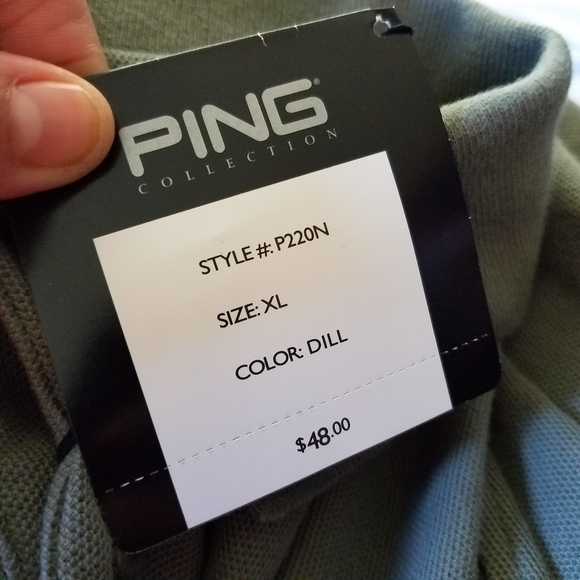 PING®
COLLECTION
STYLE #: P220N
SIZE: XL
COLOR: DILL
$48.00